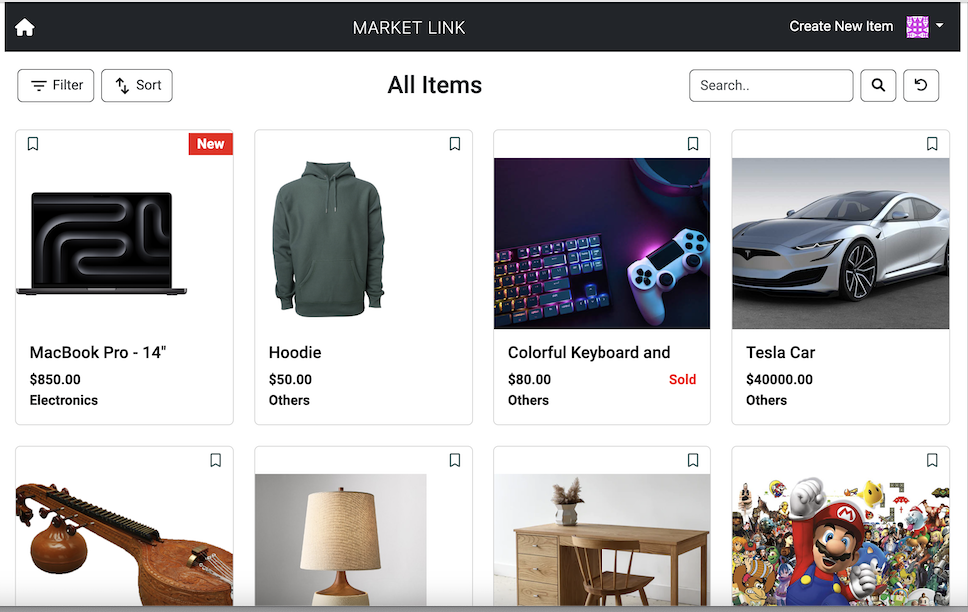 MARKET LINK
Create New Item
Filter
Sort
All Items
Search..
New
MacBook Pro - 14"
$850.00
Electronics
Hoodie
$50.00
Others
Colorful Keyboard and
$80.00
Sold
Others
Tesla Car
$40000.00
Others
M